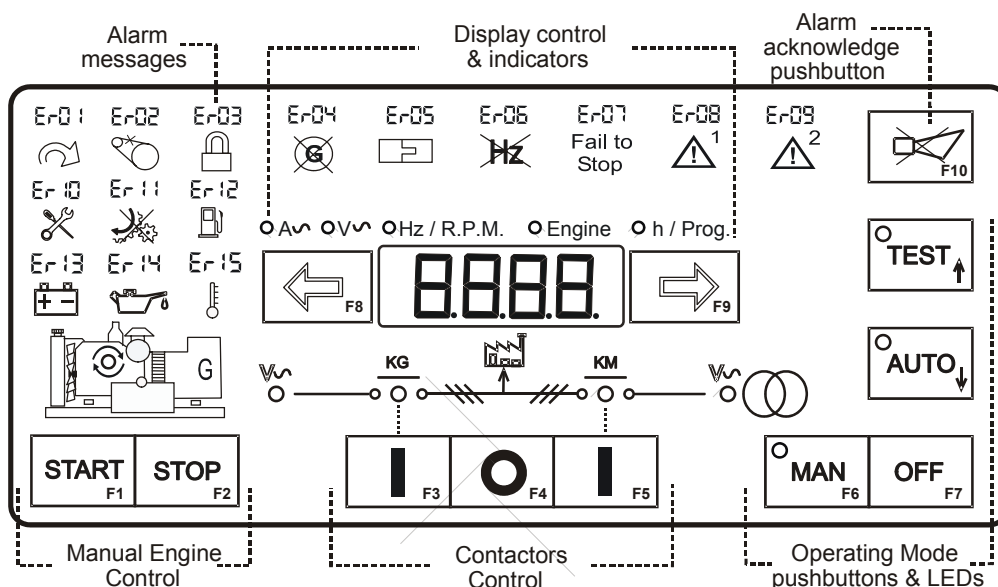 Alarm messages
Display control & indicators
Alarm acknowledge pushbutton
Er01 Er02 Er03 Er04 Er05 Er06 Er07 Er08 Er09
G Hz Fail to Stop 1 2
F10
Er10 Er11 Er12
A V Hz / R.P.M. Engine h / Prog.
TEST
Er13 Er14 Er15
+ -
F8 8.8.8.8. F9
G
V KG KM V
AUTO
START F1 STOP F2
I F3 O F4 I F5
MAN F6 OFF F7
Manual Engine Control
Contactors Control
Operating Mode pushbuttons & LEDs